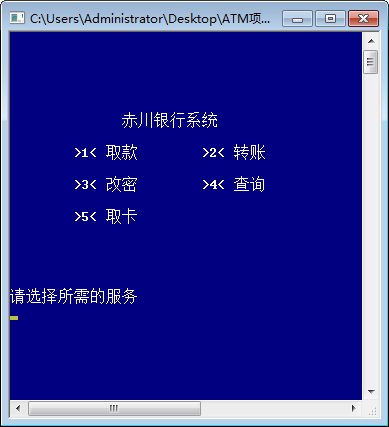 C:\Users\Administrator\Desktop\ATM项...
赤川银行系统
>1< 取款 >2< 转账
>3< 改密 >4< 查询
>5< 取卡
请选择所需的服务